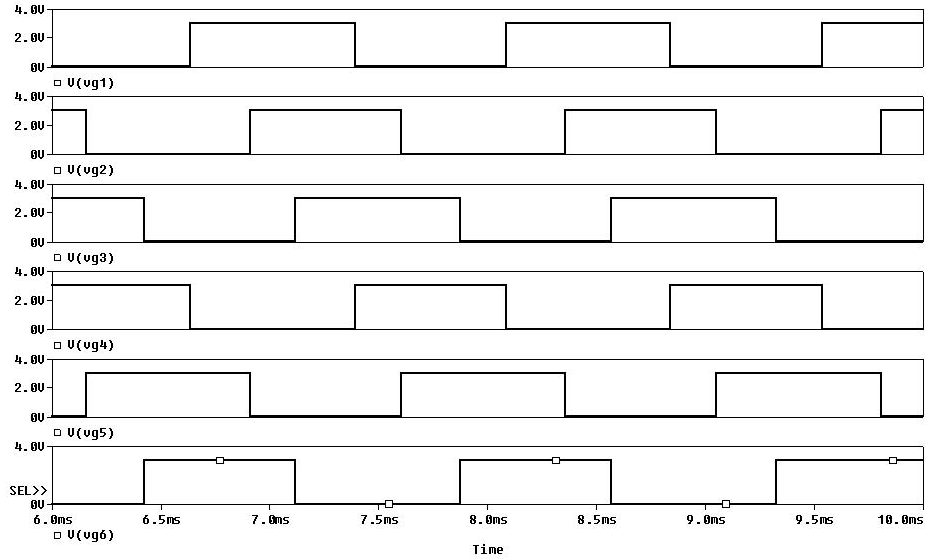 4.0V
2.0V
0V
V(vg1)
4.0V
2.0V
0V
V(vg2)
4.0V
2.0V
0V
V(vg3)
4.0V
2.0V
0V
V(vg4)
4.0V
2.0V
0V
V(vg5)
4.0V
SEL>>
0V
6.0ms 6.5ms 7.0ms 7.5ms 8.0ms 8.5ms 9.0ms 9.5ms 10.0ms
V(vg6)
Time